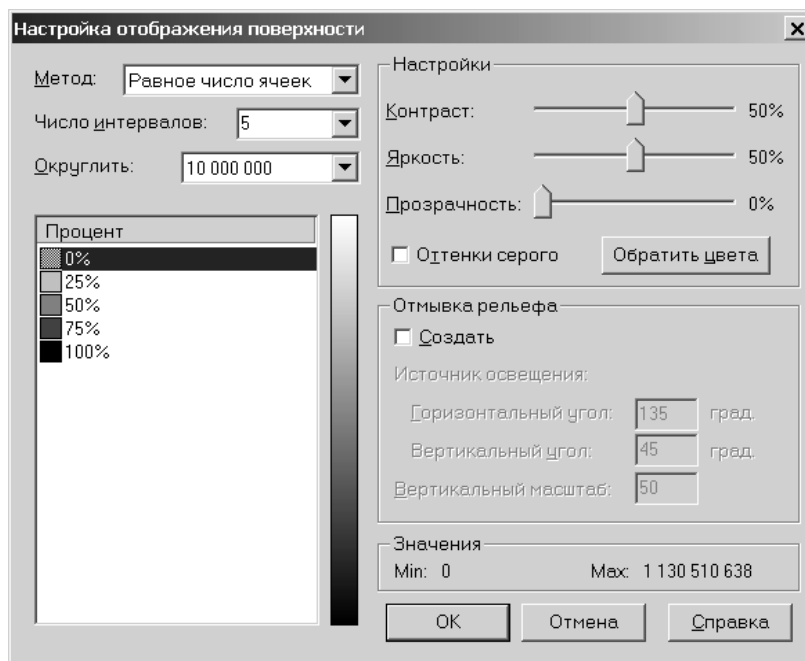 Настройка отображения поверхности
Метод: Равное число ячеек
Число интервалов: 5
Округлить: 10 000 000
Процент
0%
25%
50%
75%
100%
Настройки
Контраст: 50%
Яркость: 50%
Прозрачность: 0%
Оттенки серого
Обратить цвета
Отмывка рельефа
Создать
Источник освещения:
Горизонтальный угол: 135 град.
Вертикальный угол: 45 град.
Вертикальный масштаб: 50
Значения
Min: 0 Max: 1 130 510 638
OK Отмена Справка